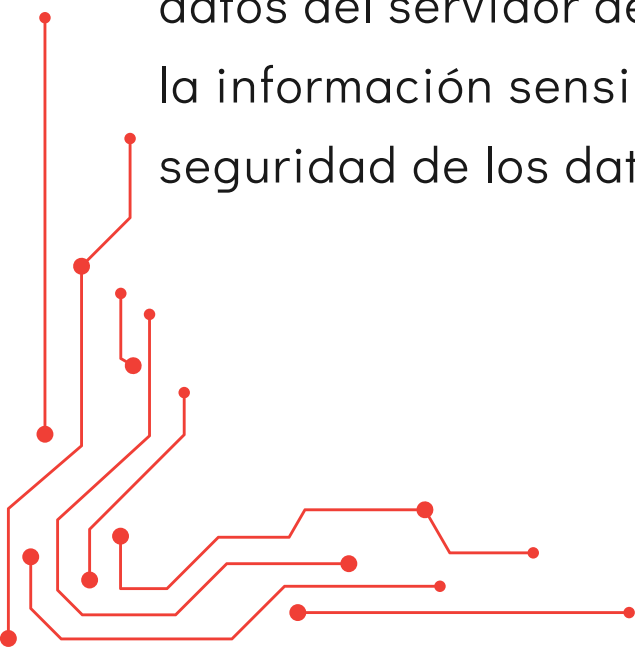 datos del servidor de
la información sensi
seguridad de los dat